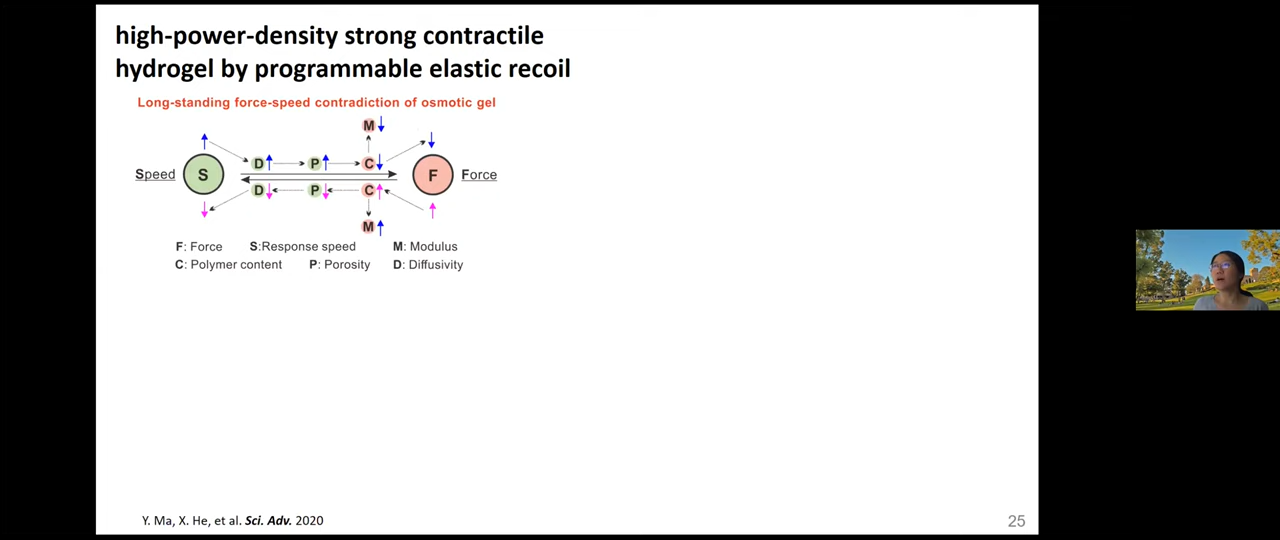 high-power-density strong contractile
hydrogel by programmable elastic recoil
Long-standing force-speed contradiction of osmotic gel
M
D P C
Speed S F Force
D P C
M
F: Force S:Response speed M: Modulus
C: Polymer content P: Porosity D: Diffusivity
Y. Ma, X. He, et al. Sci. Adv. 2020
25